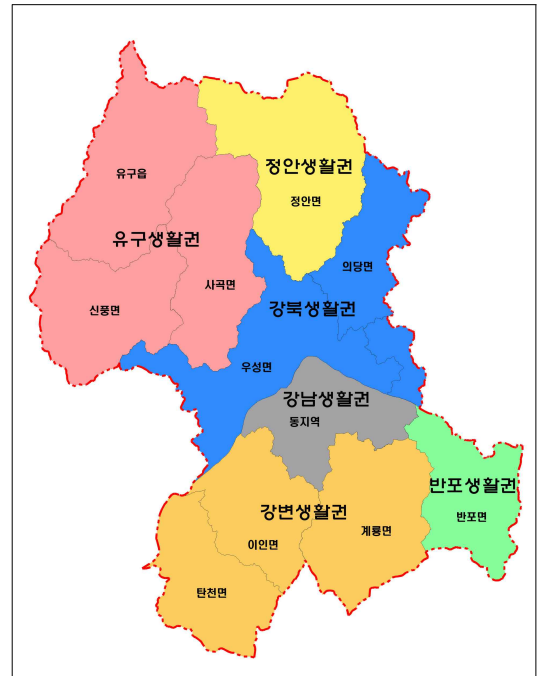 정안생활권
유구읍
정안면
유구생활권
의당면
사곡면
신풍면
강북생활권
우성면
강남생활권
동지역
반포생활권
강변생활권
반포면
계룡면
이인면
탄천면